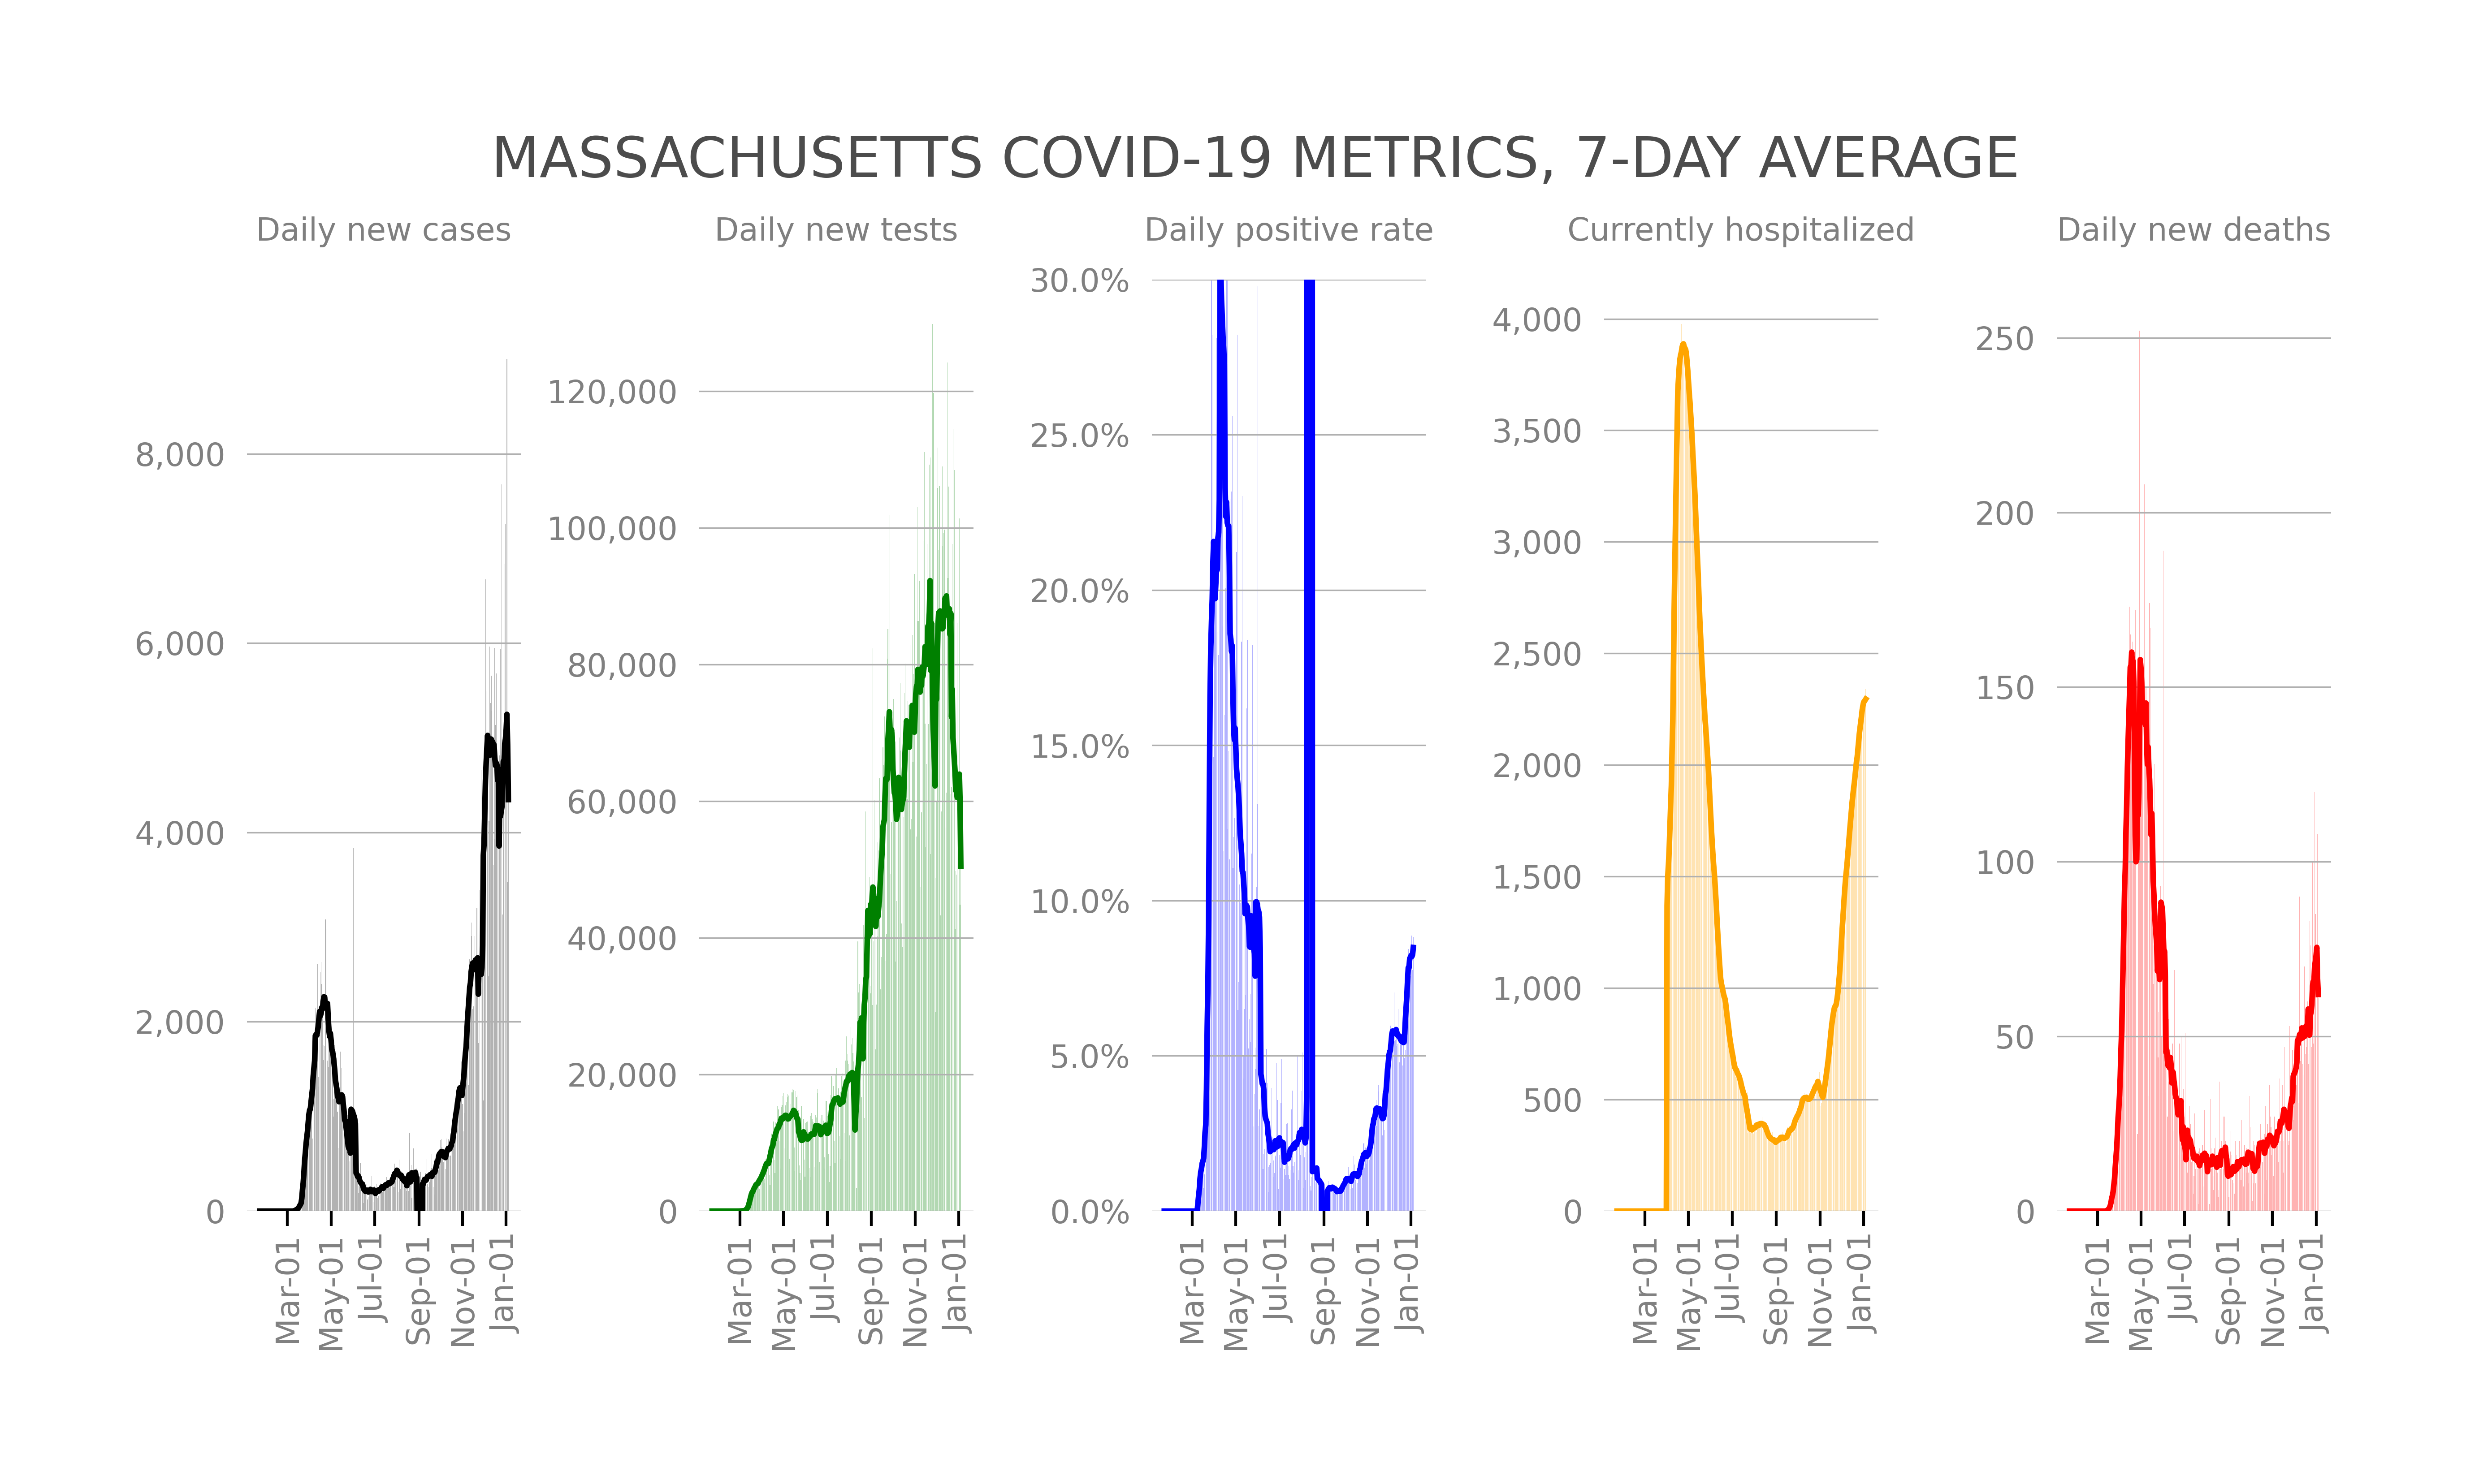 MASSACHUSETTS COVID-19 METRICS, 7-DAY AVERAGE
Daily new cases
8,000
6,000
4,000
2,000
0
Mar-01
May-01
Jul-01
Sep-01
Nov-01
Jan-01
Daily new tests
120,000
100,000
80,000
60,000
40,000
20,000
0
Mar-01
May-01
Jul-01
Sep-01
Nov-01
Jan-01
Daily positive rate
30.0%
25.0%
20.0%
15.0%
10.0%
5.0%
0.0%
Mar-01
May-01
Jul-01
Sep-01
Nov-01
Jan-01
Currently hospitalized
4,000
3,500
3,000
2,500
2,000
1,500
1,000
500
0
Mar-01
May-01
Jul-01
Sep-01
Nov-01
Jan-01
Daily new deaths
250
200
150
100
50
0
Mar-01
May-01
Jul-01
Sep-01
Nov-01
Jan-01